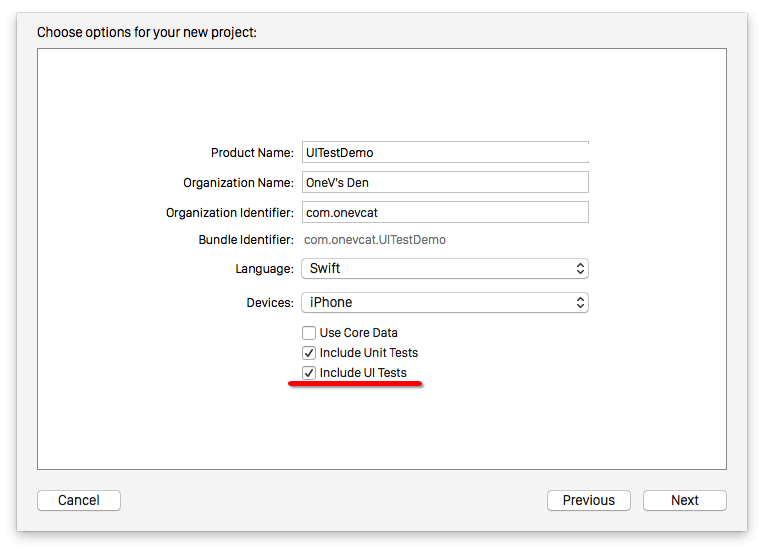 Choose options for your new project:
Product Name: UITestDemo
Organization Name: OneV's Den
Organization Identifier: com.onevcat
Bundle Identifier: com.onevcat.UITestDemo
Language: Swift
Devices: iPhone
Use Core Data
Include Unit Tests
Include UI Tests
Cancel Previous Next